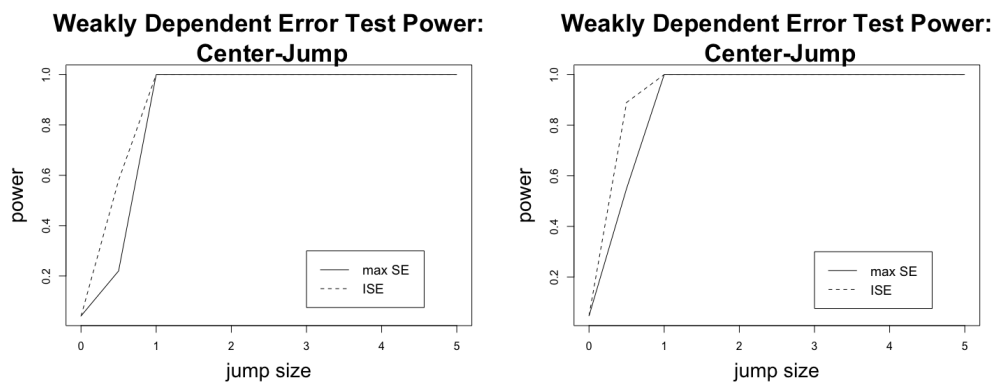 Weakly Dependent Error Test Power:
Center-Jump
power
1.0
0.8
0.6
0.4
0.2
max SE
ISE
0 1 2 3 4 5
jump size
Weakly Dependent Error Test Power:
Center-Jump
power
1.0
0.8
0.6
0.4
0.2
max SE
ISE
0 1 2 3 4 5
jump size